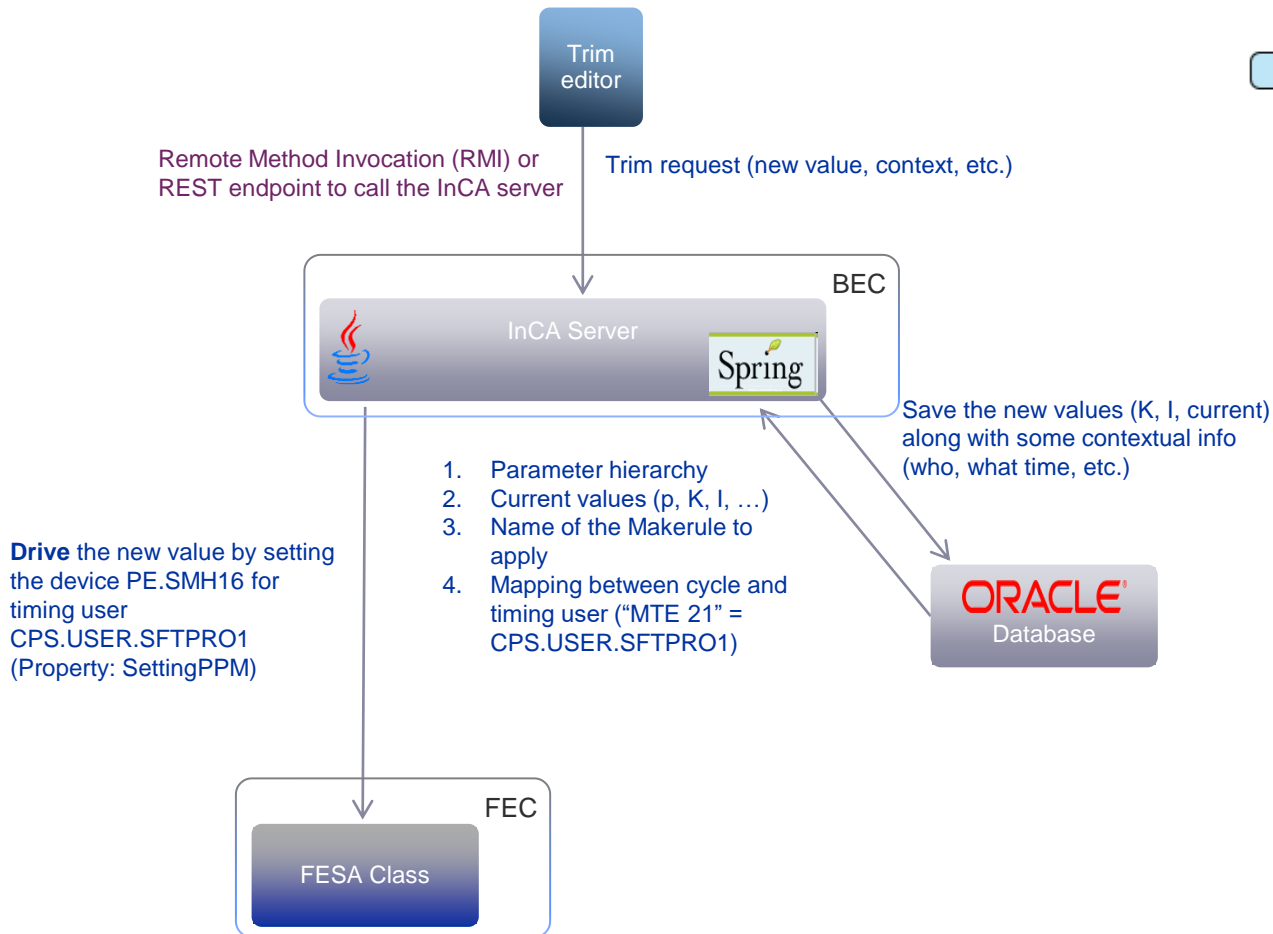 Trim
editor
Remote Method Invocation (RMI) or
REST endpoint to call the InCA server
Trim request (new value, context, etc.)
BEC
InCA Server
Spring
Save the new values (K, I, current)
along with some contextual info
(who, what time, etc.)
1. Parameter hierarchy
2. Current values (p, K, I, …)
3. Name of the Makerule to
apply
4. Mapping between cycle and
timing user (“MTE 21” =
CPS.USER.SFTPRO1)
Drive the new value by setting
the device PE.SMH16 for
timing user
CPS.USER.SFTPRO1
(Property: SettingPPM)
ORACLE®
Database
FEC
FESA Class